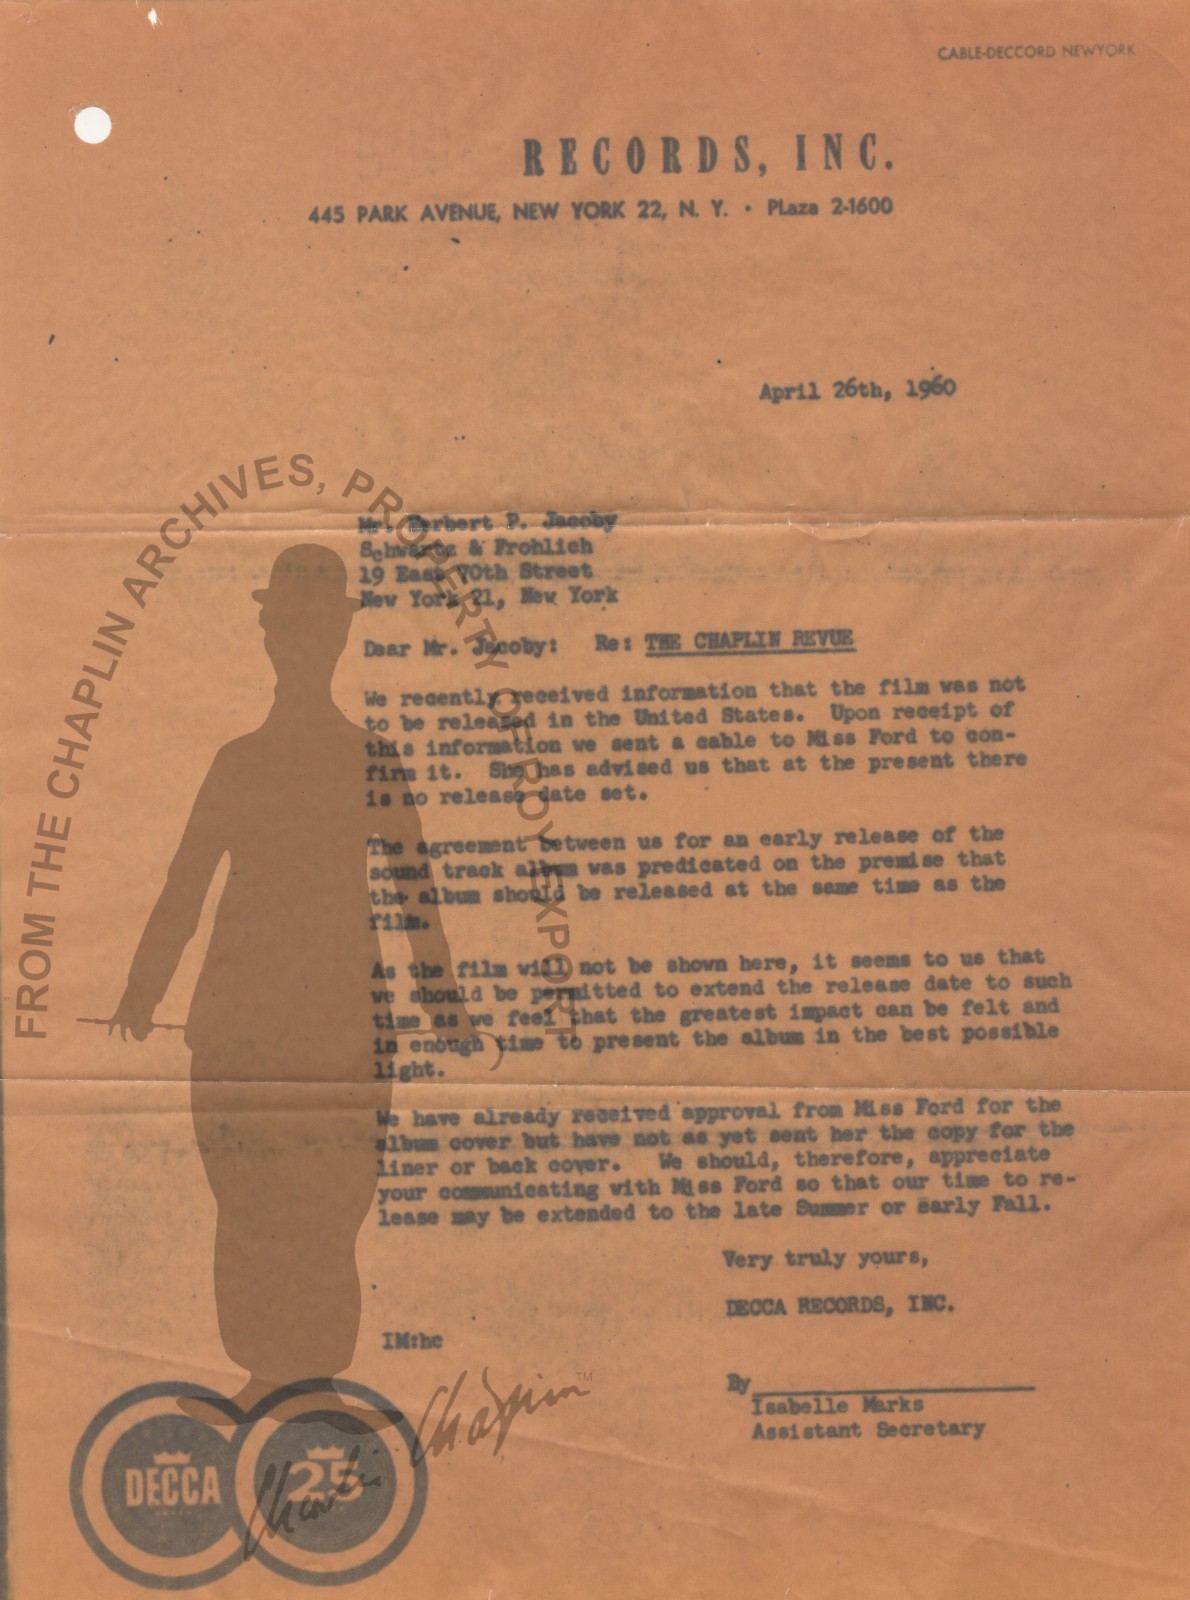 CABLE-DECCORD NEWYORK
RECORDS, INC.
445 PARK AVENUE, NEW YORK 22, N. Y. • PLaza 2-1600
April 26th, 1960
Mr. Herbert P. Jacoby
Schwartz & Frohlich
19 East 70th Street
New York 21, New York
Dear Mr. Jacoby: Re: THE CHAPLIN REVUE
We recently received information that the film was not
to be released in the United States. Upon receipt of
this information we sent a cable to Miss Ford to con-
firm it. She has advised us that at the present there
is no release date set.
The agreement between us for an early release of the
sound track album was predicated on the premise that
the album should be released at the same time as the
film.
As the film will not be shown here, it seems to us that
we should be permitted to extend the release date to such
time as we feel that the greatest impact can be felt and
in enough time to present the album in the best possible
light.
We have already received approval from Miss Ford for the
album cover but have not as yet sent her the copy for the
liner or back cover. We should, therefore, appreciate
your communicating with Miss Ford so that our time to re-
lease may be extended to the late Summer or early Fall.
Very truly yours,
DECCA RECORDS, INC.
IM:hc
By
Isabelle Marks
Assistant Secretary
DECCA
25
Charlie Chaplin™
FROM THE CHAPLIN ARCHIVES, PROPERTY OF ROY EXPORT